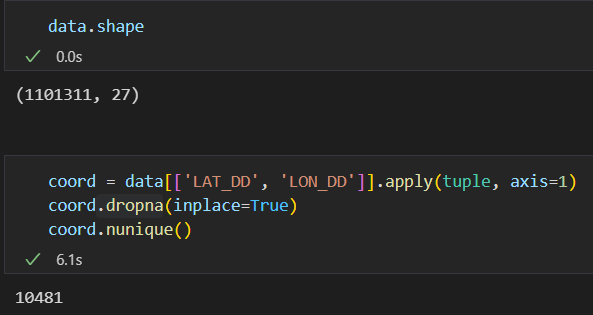 data.shape
✓ 0.0s
(1101311, 27)
coord = data[['LAT_DD', 'LON_DD']].apply(tuple, axis=1)
coord.dropna(inplace=True)
coord.nunique()
✓ 6.1s
10481